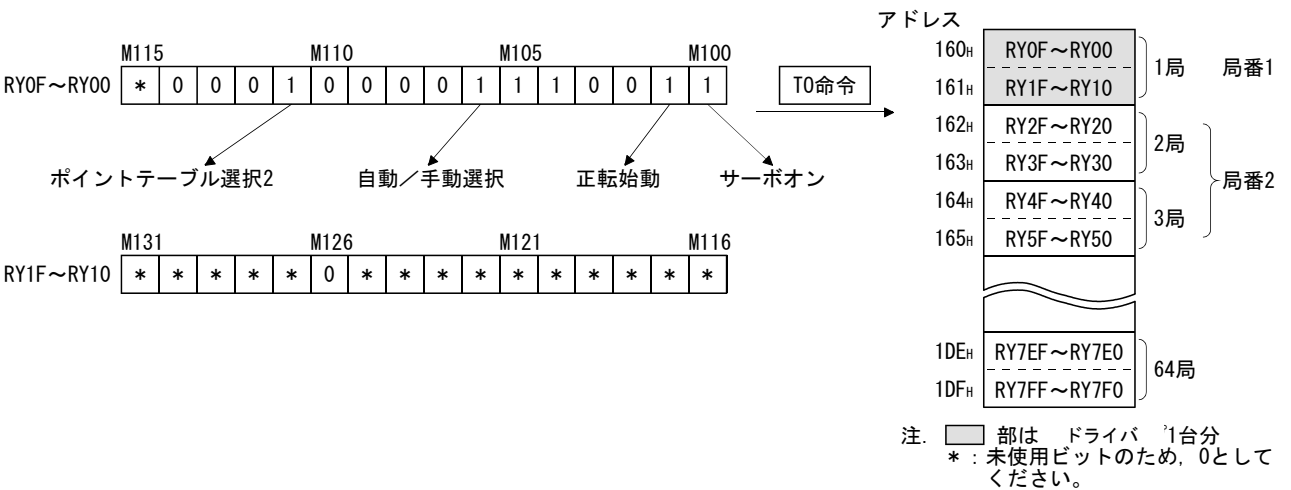 M115 M110 M105 M100
RY0F～RY00 * 0 0 0 1 0 0 0 0 1 1 1 0 0 1 1
TO命令
ポイントテーブル選択2 自動／手動選択 正転始動 サーボオン
M131 M126 M121 M116
RY1F～RY10 * * * * * 0 * * * * * * * * * *
アドレス
160H RY0F～RY00
1局 局番1
161H RY1F～RY10
162H RY2F～RY20
2局
163H RY3F～RY30
局番2
164H RY4F～RY40
3局
165H RY5F～RY50
1DEH RY7EF～RY7E0
64局
1DFH RY7FF～RY7F0
注. 部は ドライバ 1台分
* : 未使用ビットのため, 0として
ください。